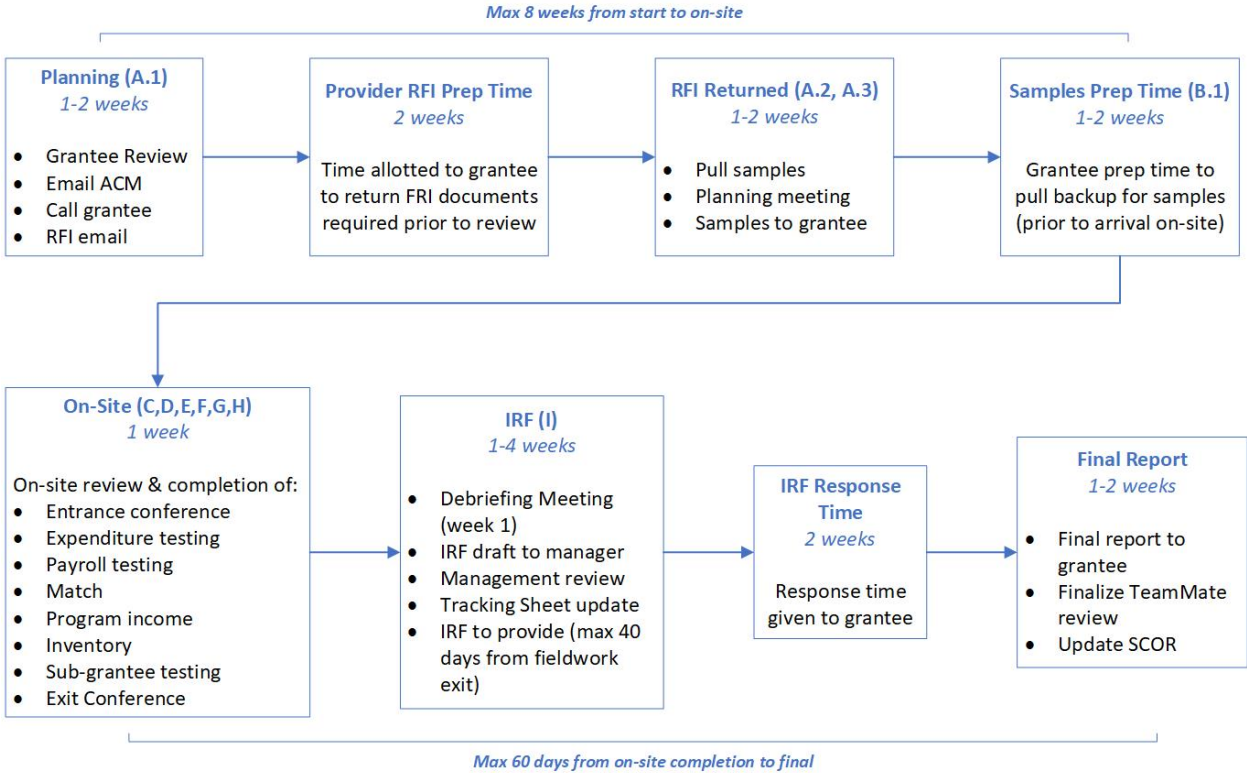 Max 8 weeks from start to on-site
Planning (A.1)
1-2 weeks
• Grantee Review
• Email ACM
• Call grantee
• RFI email
Provider RFI Prep Time
2 weeks
Time allotted to grantee
to return FRI documents
required prior to review
RFI Returned (A.2, A.3)
1-2 weeks
• Pull samples
• Planning meeting
• Samples to grantee
Samples Prep Time (B.1)
1-2 weeks
Grantee prep time to
pull backup for samples
(prior to arrival on-site)
On-Site (C,D,E,F,G,H)
1 week
On-site review & completion of:
• Entrance conference
• Expenditure testing
• Payroll testing
• Match
• Program income
• Inventory
• Sub-grantee testing
• Exit Conference
IRF (I)
1-4 weeks
• Debriefing Meeting
(week 1)
• IRF draft to manager
• Management review
• Tracking Sheet update
• IRF to provide (max 40
days from fieldwork
exit)
IRF Response
Time
2 weeks
Response time
given to grantee
Final Report
1-2 weeks
• Final report to
grantee
• Finalize TeamMate
review
• Update SCOR
Max 60 days from on-site completion to final